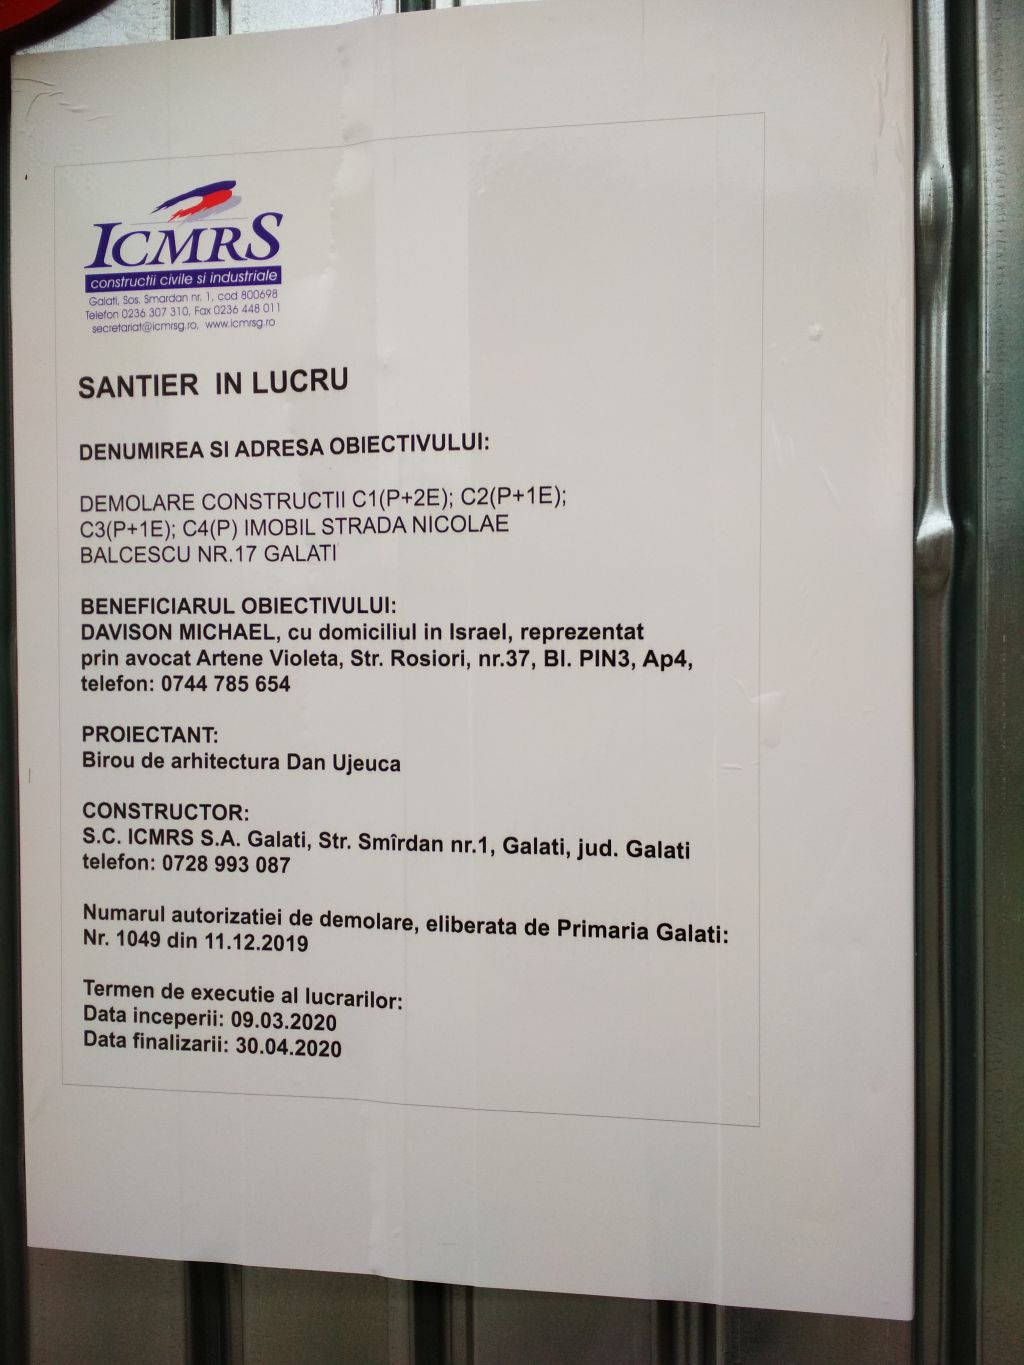 ICMRS
constructii civile si industriale
Galati, Sos. Smardan nr. 1, cod 800698
Telefon 0236 307 310, Fax 0236 448 011
secretariat@icmrsg.ro, www.icmrsg.ro
SANTIER IN LUCRU
DENUMIREA SI ADRESA OBIECTIVULUI:
DEMOLARE CONSTRUCTII C1(P+2E); C2(P+1E);
C3(P+1E); C4(P) IMOBIL STRADA NICOLAE
BALCESCU NR.17 GALATI
BENEFICIARUL OBIECTIVULUI:
DAVISON MICHAEL, cu domiciliul in Israel, reprezentat
prin avocat Artene Violeta, Str. Rosiori, nr.37, Bl. PIN3, Ap4,
telefon: 0744 785 654
PROIECTANT:
Birou de arhitectura Dan Ujeuca
CONSTRUCTOR:
S.C. ICMRS S.A. Galati, Str. Smîrdan nr.1, Galati, jud. Galati
telefon: 0728 993 087
Numarul autorizatiei de demolare, eliberata de Primaria Galati:
Nr. 1049 din 11.12.2019
Termen de executie al lucrarilor:
Data inceperii: 09.03.2020
Data finalizarii: 30.04.2020